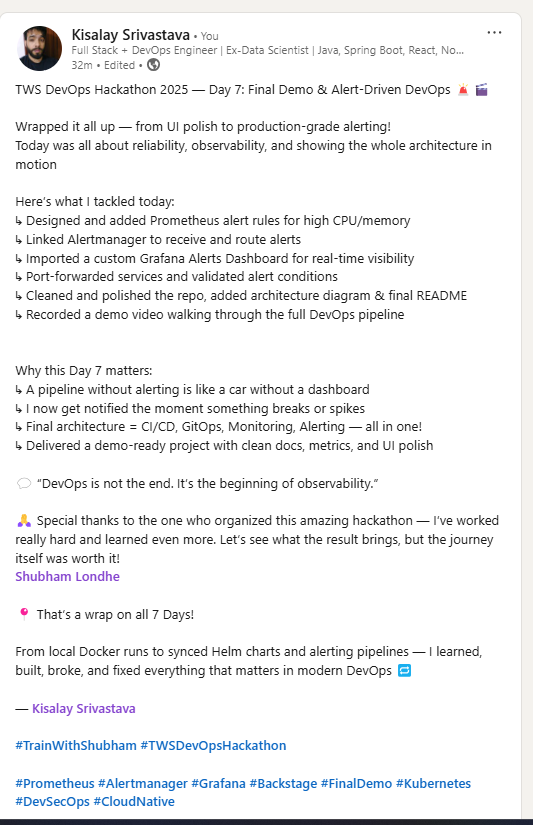 Kisalay Srivastava • You
Full Stack + DevOps Engineer | Ex-Data Scientist | Java, Spring Boot, React, No...
32m • Edited •
TWS DevOps Hackathon 2025 — Day 7: Final Demo & Alert-Driven DevOps 🚨 🎬
Wrapped it all up — from UI polish to production-grade alerting!
Today was all about reliability, observability, and showing the whole architecture in
motion
Here's what I tackled today:
↳ Designed and added Prometheus alert rules for high CPU/memory
↳ Linked Alertmanager to receive and route alerts
↳ Imported a custom Grafana Alerts Dashboard for real-time visibility
↳ Port-forwarded services and validated alert conditions
↳ Cleaned and polished the repo, added architecture diagram & final README
↳ Recorded a demo video walking through the full DevOps pipeline
Why this Day 7 matters:
↳ A pipeline without alerting is like a car without a dashboard
↳ I now get notified the moment something breaks or spikes
↳ Final architecture = CI/CD, GitOps, Monitoring, Alerting — all in one!
↳ Delivered a demo-ready project with clean docs, metrics, and UI polish
💬 “DevOps is not the end. It's the beginning of observability.”
🙏 Special thanks to the one who organized this amazing hackathon — I've worked
really hard and learned even more. Let's see what the result brings, but the journey
itself was worth it!
Shubham Londhe
📍 That's a wrap on all 7 Days!
From local Docker runs to synced Helm charts and alerting pipelines — I learned,
built, broke, and fixed everything that matters in modern DevOps 🔁
— Kisalay Srivastava
#TrainWithShubham #TWSDevOpsHackathon
#Prometheus #Alertmanager #Grafana #Backstage #FinalDemo #Kubernetes
#DevSecOps #CloudNative